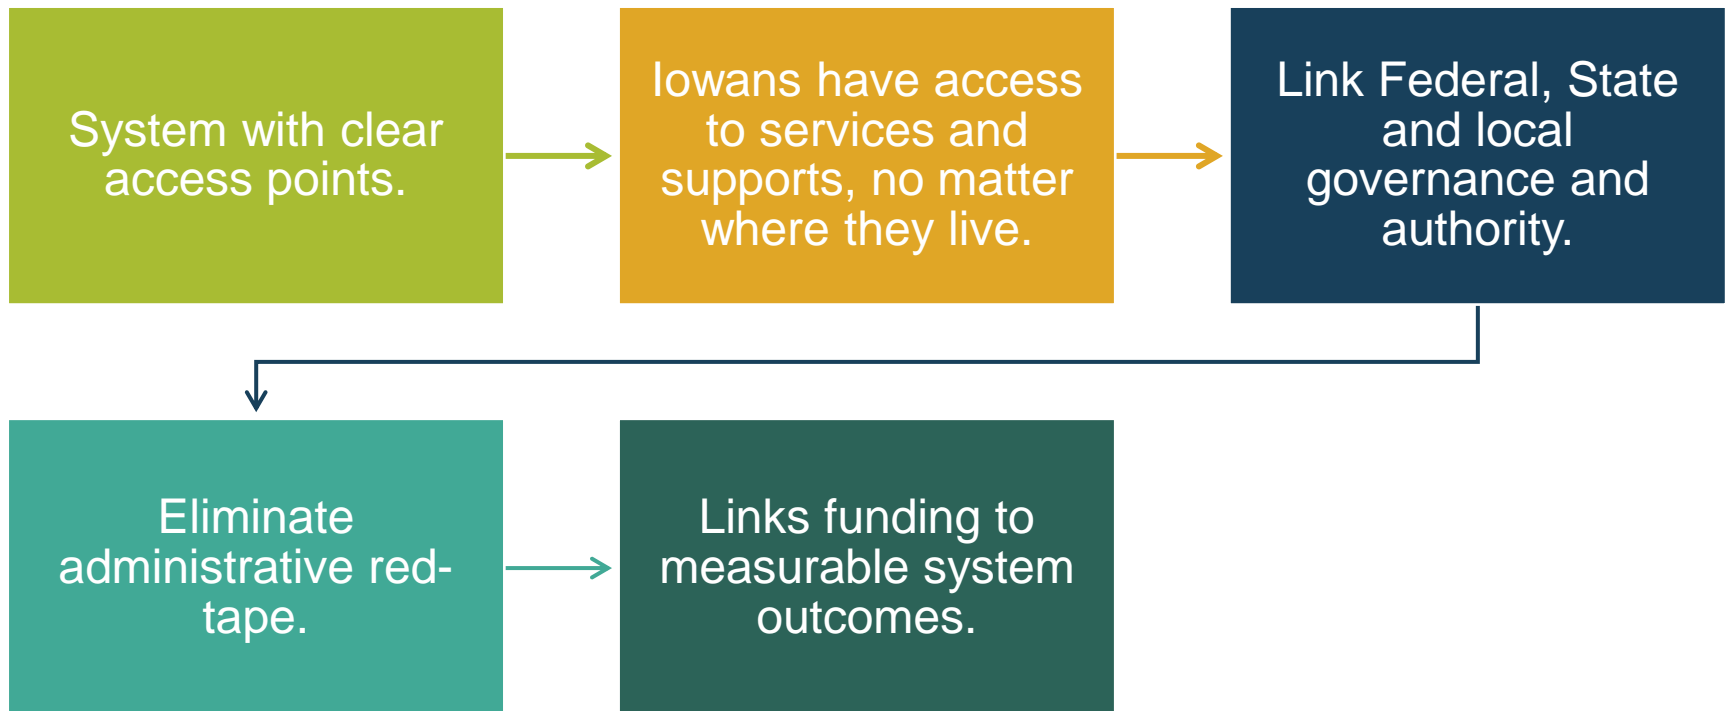 System with clear
access points.
Iowans have access
to services and
supports, no matter
where they live.
Link Federal, State
and local
governance and
authority.
Eliminate
administrative red-
tape.
Links funding to
measurable system
outcomes.